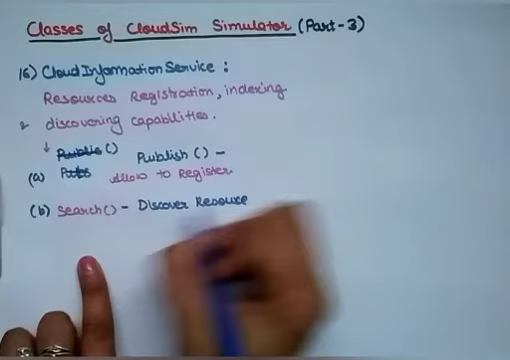 Classes of CloudSim Simulator (Part-3)
16) Cloud Information Service :
Resources Registration, indexing
& discovering capabilities.
↓ Public () Publish () -
(a) allow to Register
(b) Search () - Discover Resource